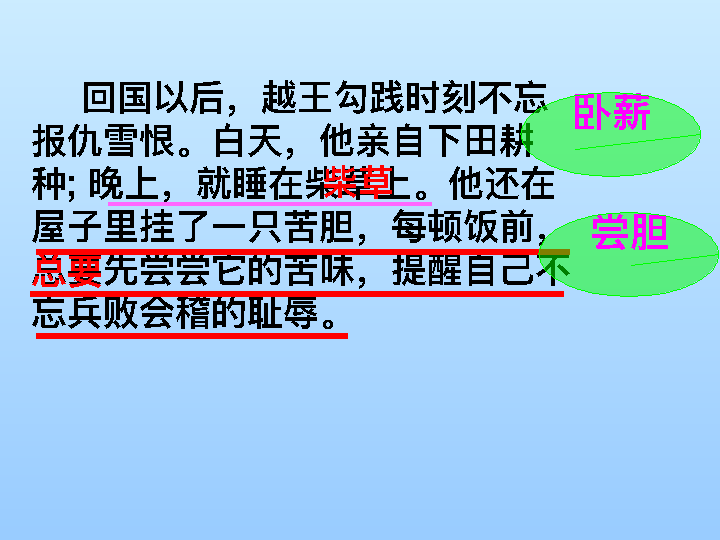 回国以后，越王勾践时刻不忘
报仇雪恨。白天，他亲自下田耕
种；晚上，就睡在柴草上。他还在
屋子里挂了一只苦胆，每顿饭前，
总要先尝尝它的苦味，提醒自己不
忘兵败会稽的耻辱。
卧薪
尝胆